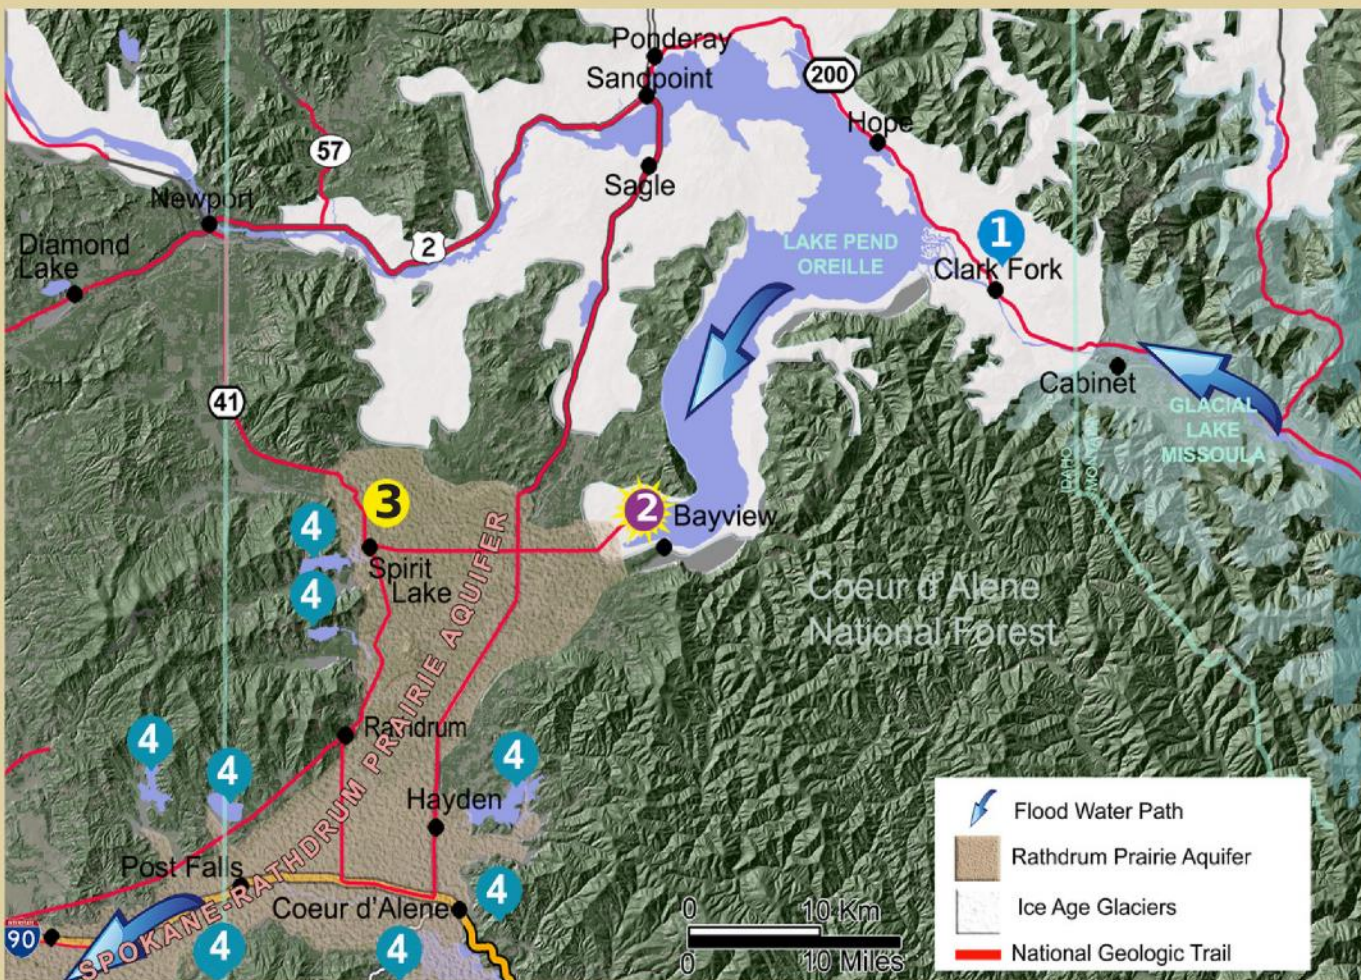 Ponderay
Sandpoint
200
Hope
57
Sagle
Newport
2
Diamond
Lake
LAKE PEND
OREILLE
1
Clark Fork
Cabinet
GLACIAL
LAKE
MISSOULA
IDAHO
MONTANA
41
3
2
Bayview
4
Spirit
Lake
4
Coeur d'Alene
National Forest
SPOKANE-RATHDRUM PRAIRIE AQUIFER
Rathdrum
4
4
4
Hayden
Post Falls
Coeur d'Alene
4
90
4
4
0 10 Km
0 10 Miles
Flood Water Path
Rathdrum Prairie Aquifer
Ice Age Glaciers
National Geologic Trail